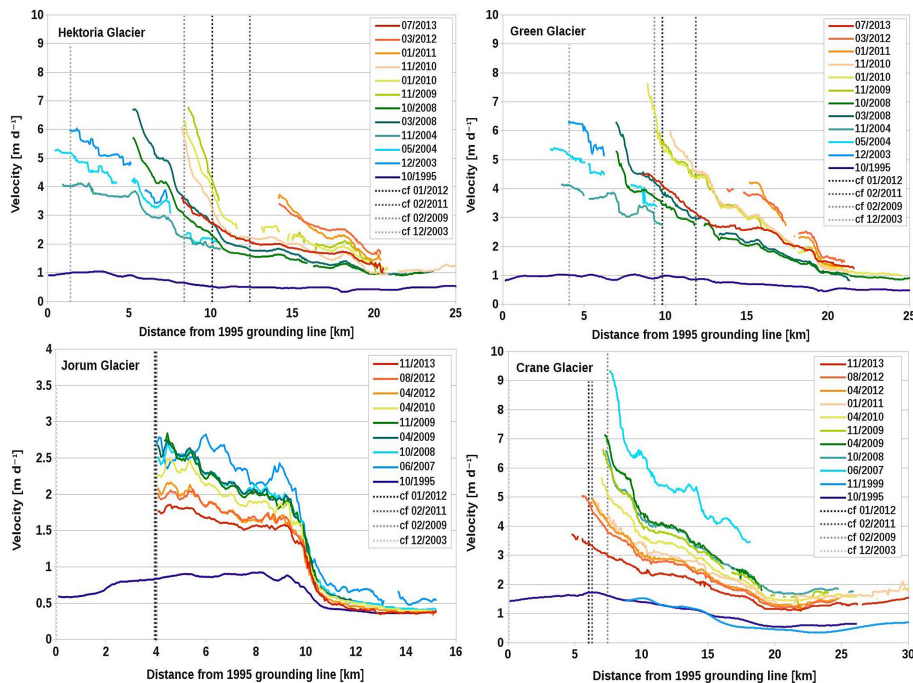 Hektoria Glacier
Velocity [m d⁻¹]
10
9
8
7
6
5
4
3
2
1
0
0 5 10 15 20 25
Distance from 1995 grounding line [km]
07/2013
03/2012
01/2011
11/2010
01/2010
11/2009
10/2008
03/2008
11/2004
05/2004
12/2003
10/1995
cf 01/2012
cf 02/2011
cf 02/2009
cf 12/2003
Green Glacier
Velocity [m d⁻¹]
10
9
8
7
6
5
4
3
2
1
0
0 5 10 15 20 25
Distance from 1995 grounding line [km]
07/2013
03/2012
01/2011
11/2010
01/2010
11/2009
10/2008
03/2008
11/2004
05/2004
12/2003
10/1995
cf 01/2012
cf 02/2011
cf 02/2009
cf 12/2003
Jorum Glacier
Velocity [m d⁻¹]
4
3.5
3
2.5
2
1.5
1
0.5
0
0 2 4 6 8 10 12 14 16
Distance from 1995 grounding line [km]
11/2013
08/2012
04/2012
04/2010
11/2009
04/2009
10/2008
06/2007
10/1995
cf 01/2012
cf 02/2011
cf 02/2009
cf 12/2003
Crane Glacier
Velocity [m d⁻¹]
10
9
8
7
6
5
4
3
2
1
0
0 5 10 15 20 25 30
Distance from 1995 grounding line [km]
11/2013
08/2012
04/2012
01/2011
04/2010
11/2009
04/2009
10/2008
06/2007
11/1999
10/1995
cf 01/2012
cf 02/2011
cf 02/2009
cf 12/2003